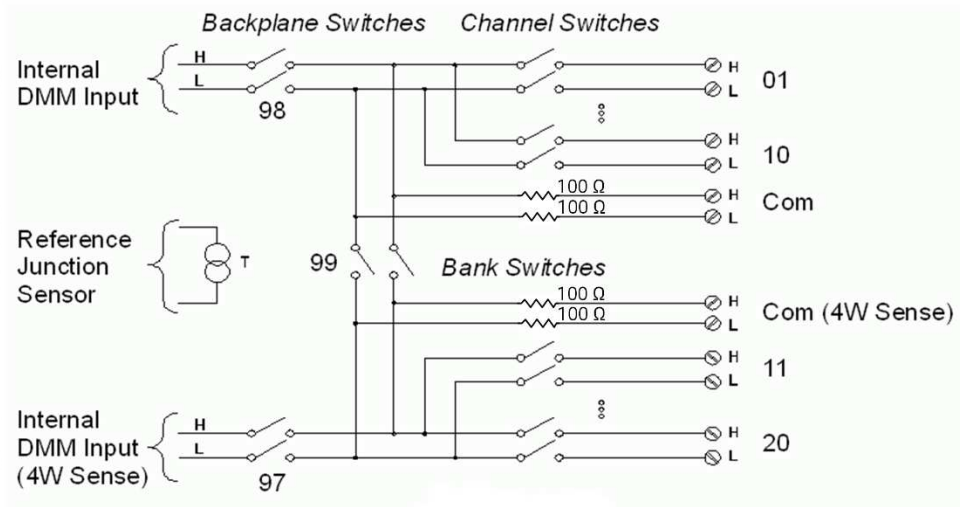 Backplane Switches
Channel Switches
Internal
DMM Input
H
L
98
H
L
01
H
L
10
100 Ω
H
100 Ω
L
Com
Reference
Junction
Sensor
T
99
Bank Switches
100 Ω
H
100 Ω
L
Com (4W Sense)
H
L
11
Internal
DMM Input
(4W Sense)
H
L
97
H
L
20